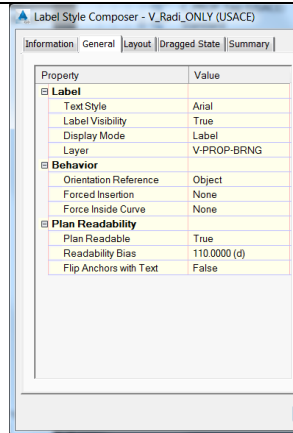 Label Style Composer - V_Radi_ONLY (USACE)
Information General Layout Dragged State Summary
Property Value
Label
Text Style Arial
Label Visibility True
Display Mode Label
Layer V-PROP-BRNG
Behavior
Orientation Reference Object
Forced Insertion None
Force Inside Curve None
Plan Readability
Plan Readable True
Readability Bias 110.0000 (d)
Flip Anchors with Text False